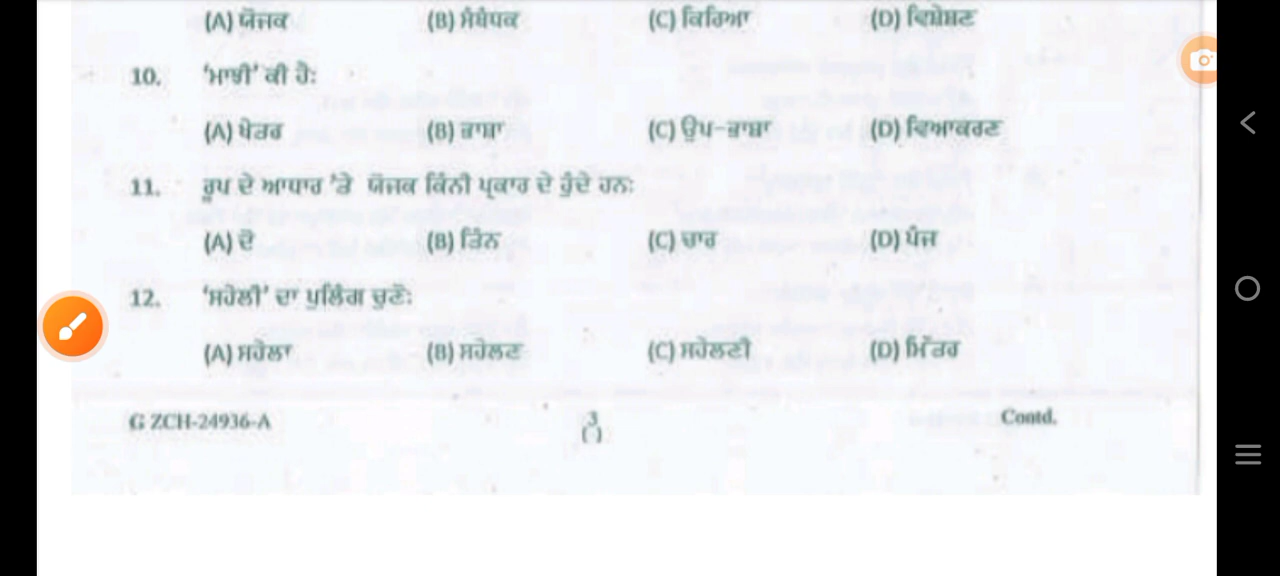 (A) ਯੋਜਕ (B) ਸੰਬੰਧਕ (C) ਕਿਰਿਆ (D) ਵਿਸ਼ੇਸ਼ਣ
10. 'ਮਾਝੀ' ਕੀ ਹੈ:
(A) ਖੇਤਰ (B) ਭਾਸ਼ਾ (C) ਉਪ-ਭਾਸ਼ਾ (D) ਵਿਆਕਰਣ
11. ਰੂਪ ਦੇ ਆਧਾਰ 'ਤੇ ਯੋਜਕ ਕਿੰਨੀ ਪ੍ਰਕਾਰ ਦੇ ਹੁੰਦੇ ਹਨ:
(A) ਦੋ (B) ਤਿੰਨ (C) ਚਾਰ (D) ਪੰਜ
12. 'ਸਹੇਲੀ' ਦਾ ਪੁਲਿੰਗ ਚੁਣੋ:
(A) ਸਹੇਲਾ (B) ਸਹੇਲਣ (C) ਸਹੇਲਣੀ (D) ਮਿੱਤਰ
G ZCH-24936-A (3) Contd.